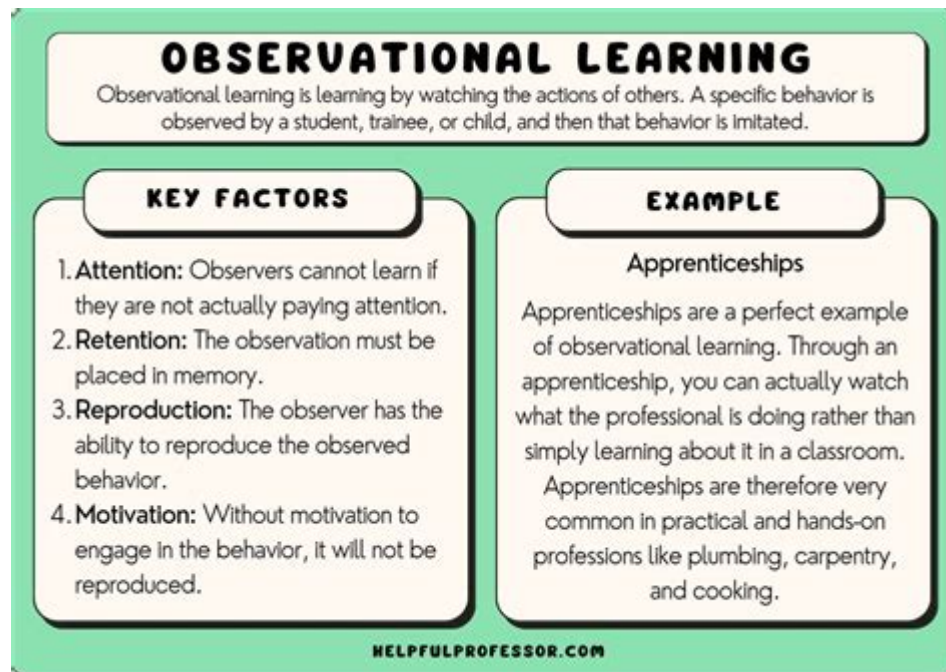 OBSERVATIONAL LEARNING
Observational learning is learning by watching the actions of others. A specific behavior is
observed by a student, trainee, or child, and then that behavior is imitated.
KEY FACTORS
1. Attention: Observers cannot learn if
they are not actually paying attention.
2. Retention: The observation must be
placed in memory.
3. Reproduction: The observer has the
ability to reproduce the observed
behavior.
4. Motivation: Without motivation to
engage in the behavior, it will not be
reproduced.
EXAMPLE
Apprenticeships
Apprenticeships are a perfect example
of observational learning. Through an
apprenticeship, you can actually watch
what the professional is doing rather than
simply learning about it in a classroom.
Apprenticeships are therefore very
common in practical and hands-on
professions like plumbing, carpentry,
and cooking.
HELPFULPROFESSOR.COM